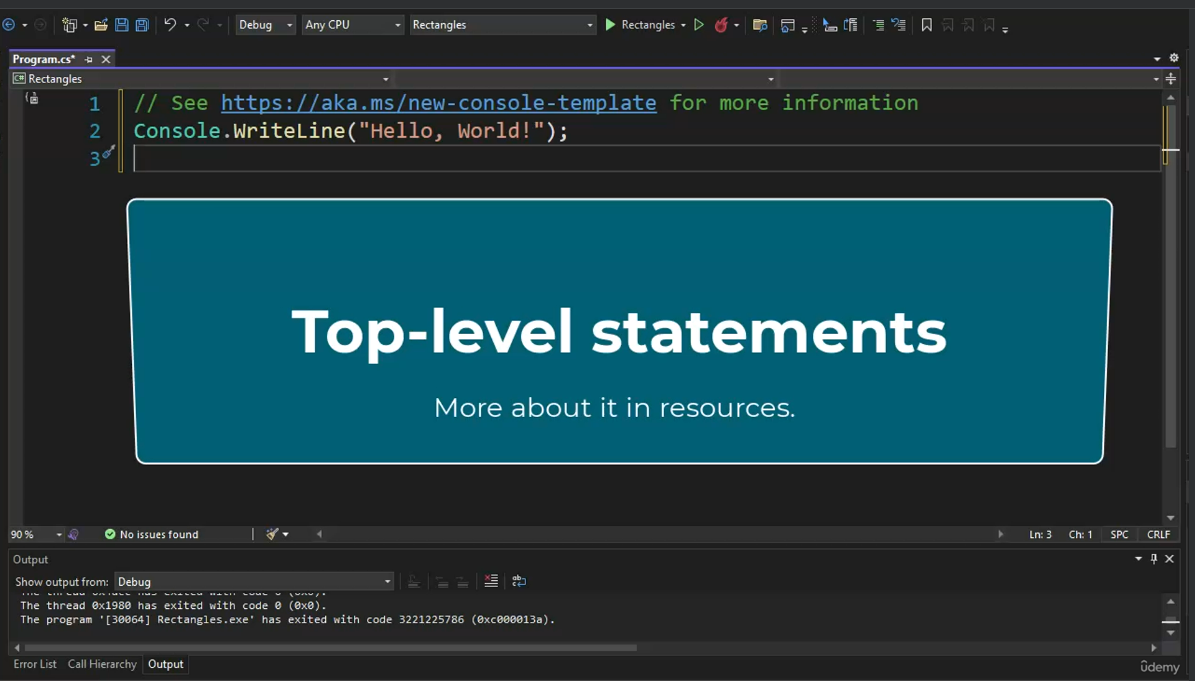 Debug
Any CPU
Rectangles
Rectangles
Program.cs*
C# Rectangles
1 // See https://aka.ms/new-console-template for more information
2 Console.WriteLine("Hello, World!");
3
Top-level statements
More about it in resources.
90 %
No issues found
Ln: 3
Ch: 1
SPC
CRLF
Output
Show output from: Debug
The thread 0x1980 has exited with code 0 (0x0).
The program '[30064] Rectangles.exe' has exited with code 3221225786 (0xc000013a).
Error List
Call Hierarchy
Output
ûdemy